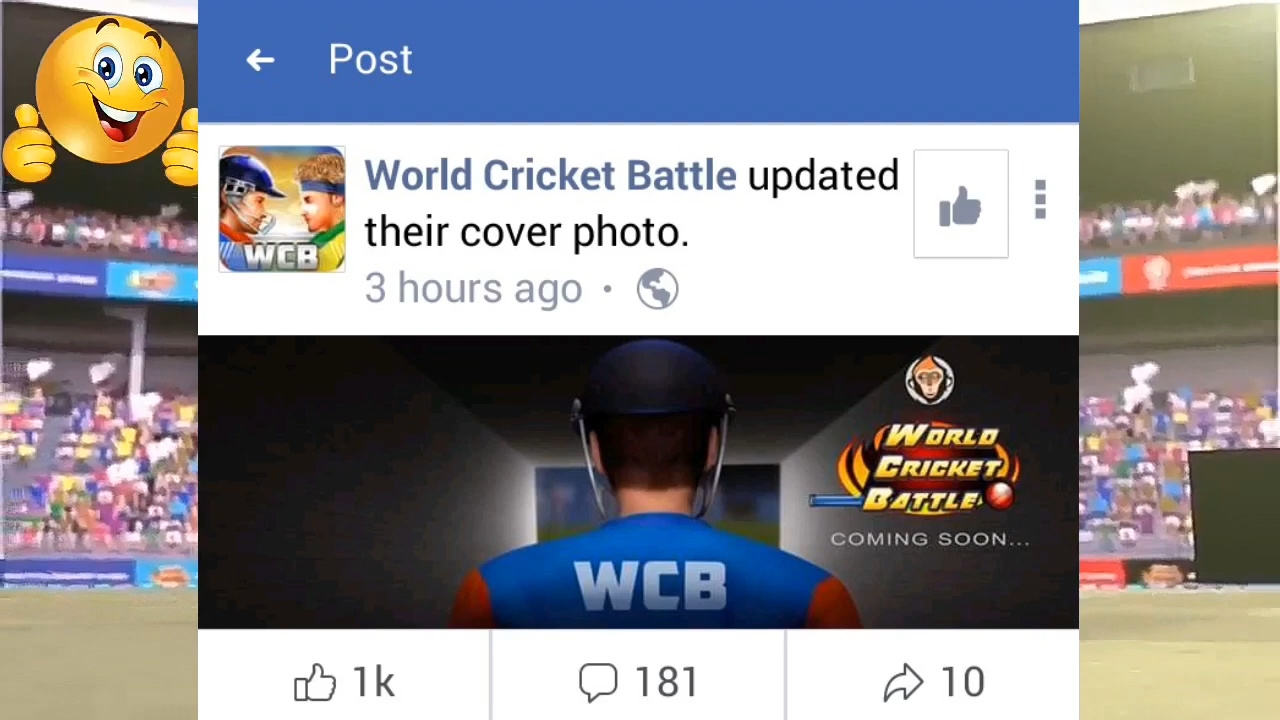 Post
World Cricket Battle updated
their cover photo.
3 hours ago
WCB
WORLD
CRICKET
BATTLE
COMING SOON...
WCB
1k
181
10